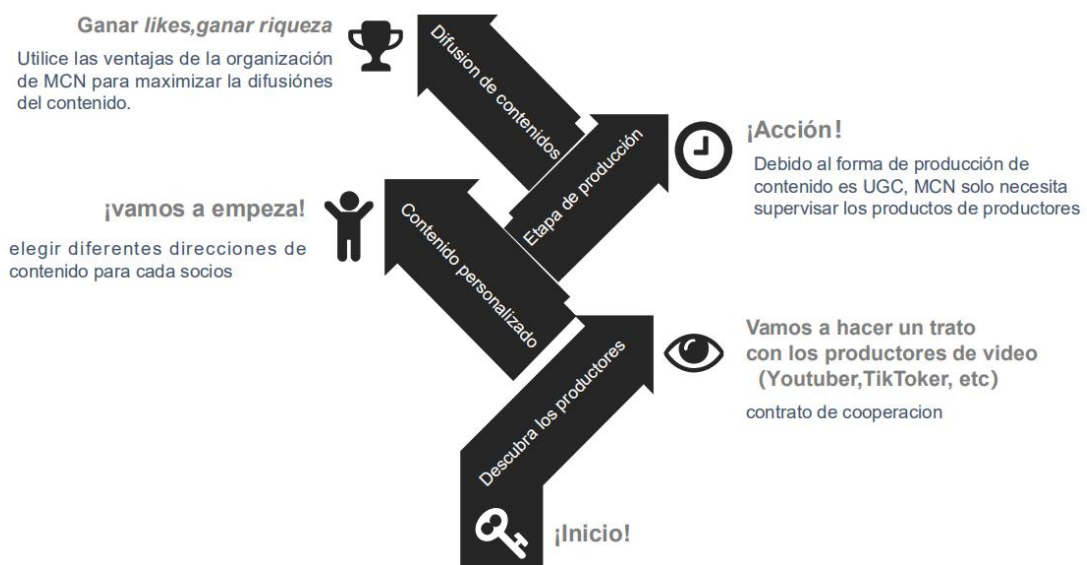 Ganar likes,ganar riqueza
Utilice las ventajas de la organización
de MCN para maximizar la difusiónes
del contenido.
Difusion de contenidos
¡Acción!
Debido al forma de producción de
contenido es UGC, MCN solo necesita
supervisar los productos de productores
Etapa de producción
¡vamos a empeza!
elegir diferentes direcciones de
contenido para cada socios
Contenido personalizado
Vamos a hacer un trato
con los productores de video
(Youtuber,TikToker, etc)
contrato de cooperacion
Descubra los productores
¡Inicio!